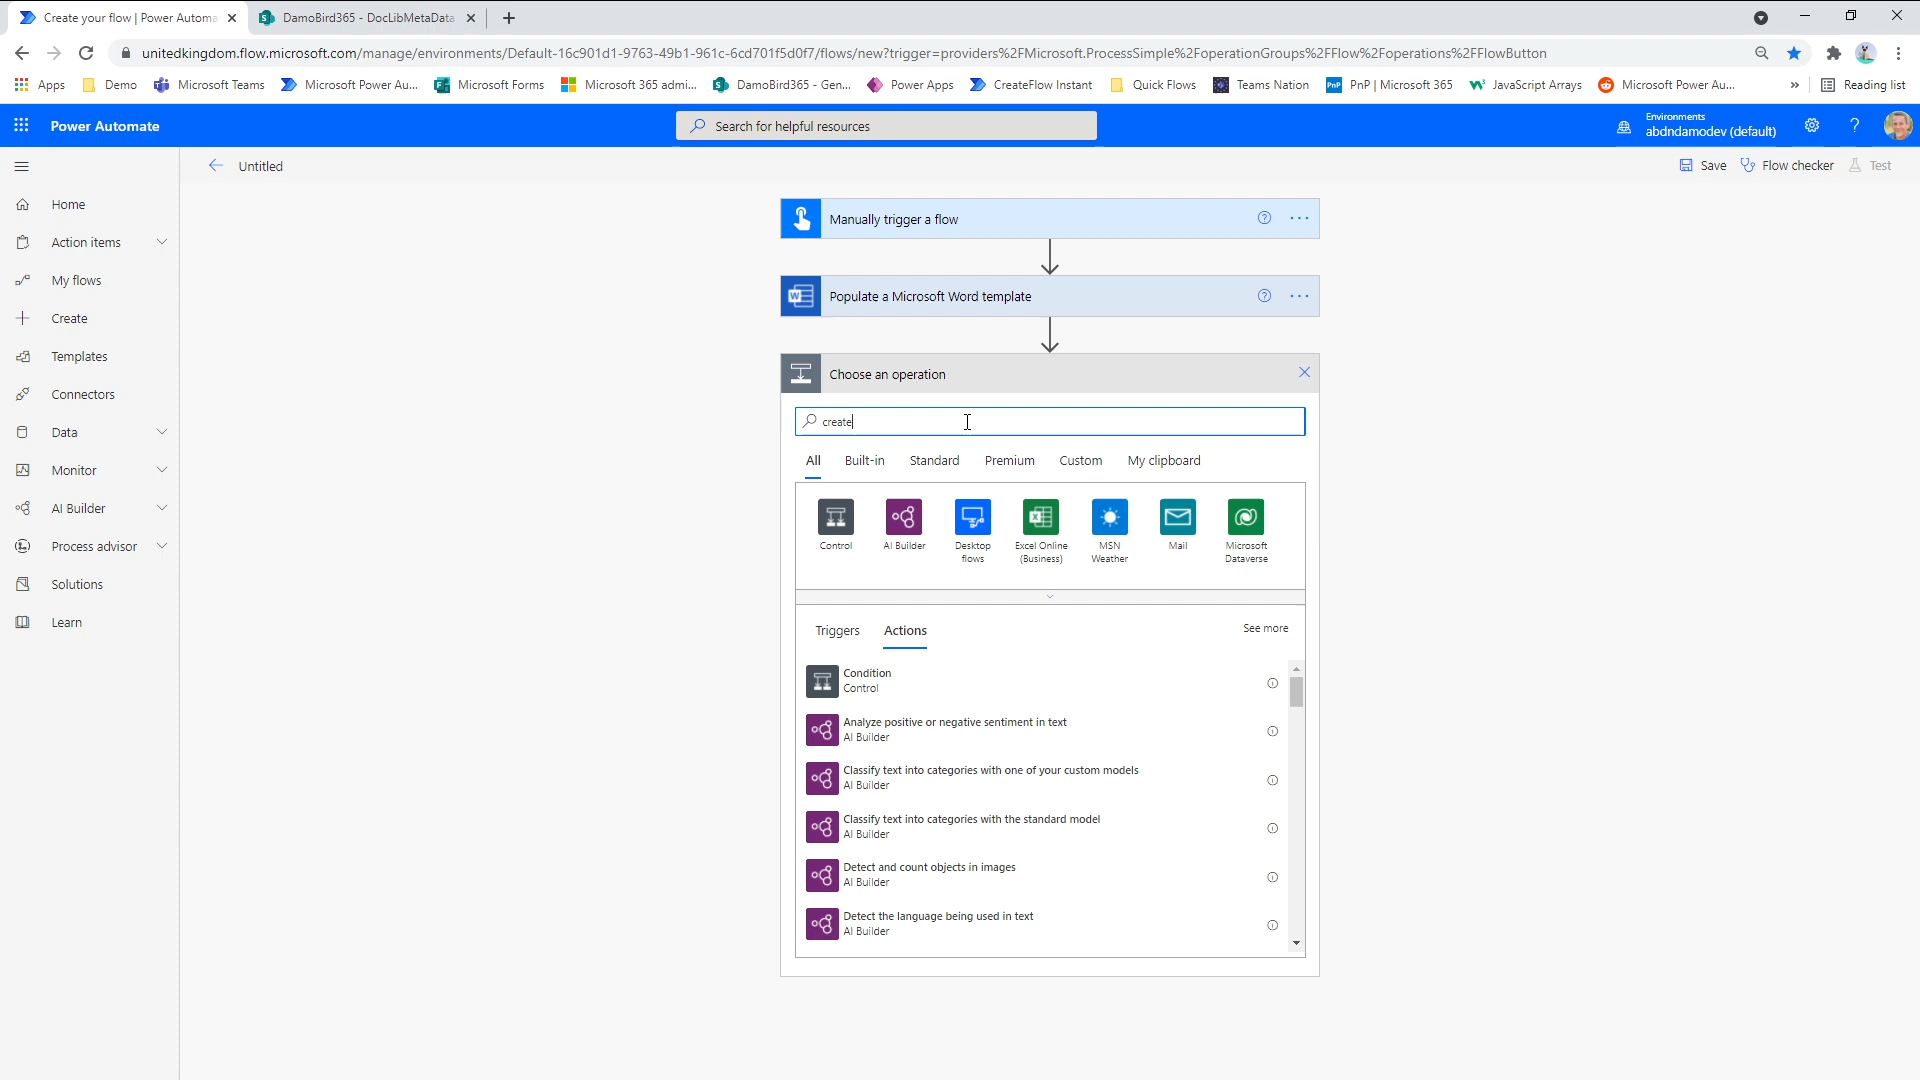 Create your flow | Power Automa
DamoBird365 - DocLibMetaData
unitedkingdom.flow.microsoft.com/manage/environments/Default-16c901d1-9763-49b1-961c-6cd701f5d0f7/flows/new?trigger=providers%2FMicrosoft.ProcessSimple%2FoperationGroups%2FFlow%2Foperations%2FFlowButton
Apps Demo Microsoft Teams Microsoft Power Au... Microsoft Forms Microsoft 365 admi... DamoBird365 - Gen... Power Apps CreateFlow Instant Quick Flows Teams Nation PnP PnP | Microsoft 365 JavaScript Arrays Microsoft Power Au... » Reading list
Power Automate
Search for helpful resources
Environments
abdndamodev (default)
?
Untitled
Save Flow checker Test
Home
Action items
My flows
Create
Templates
Connectors
Data
Monitor
AI Builder
Process advisor
Solutions
Learn
Manually trigger a flow
Populate a Microsoft Word template
Choose an operation
create
All Built-in Standard Premium Custom My clipboard
Control
AI Builder
Desktop
flows
Excel Online
(Business)
MSN
Weather
Mail
Microsoft
Dataverse
Triggers Actions See more
Condition
Control
Analyze positive or negative sentiment in text
AI Builder
Classify text into categories with one of your custom models
AI Builder
Classify text into categories with the standard model
AI Builder
Detect and count objects in images
AI Builder
Detect the language being used in text
AI Builder